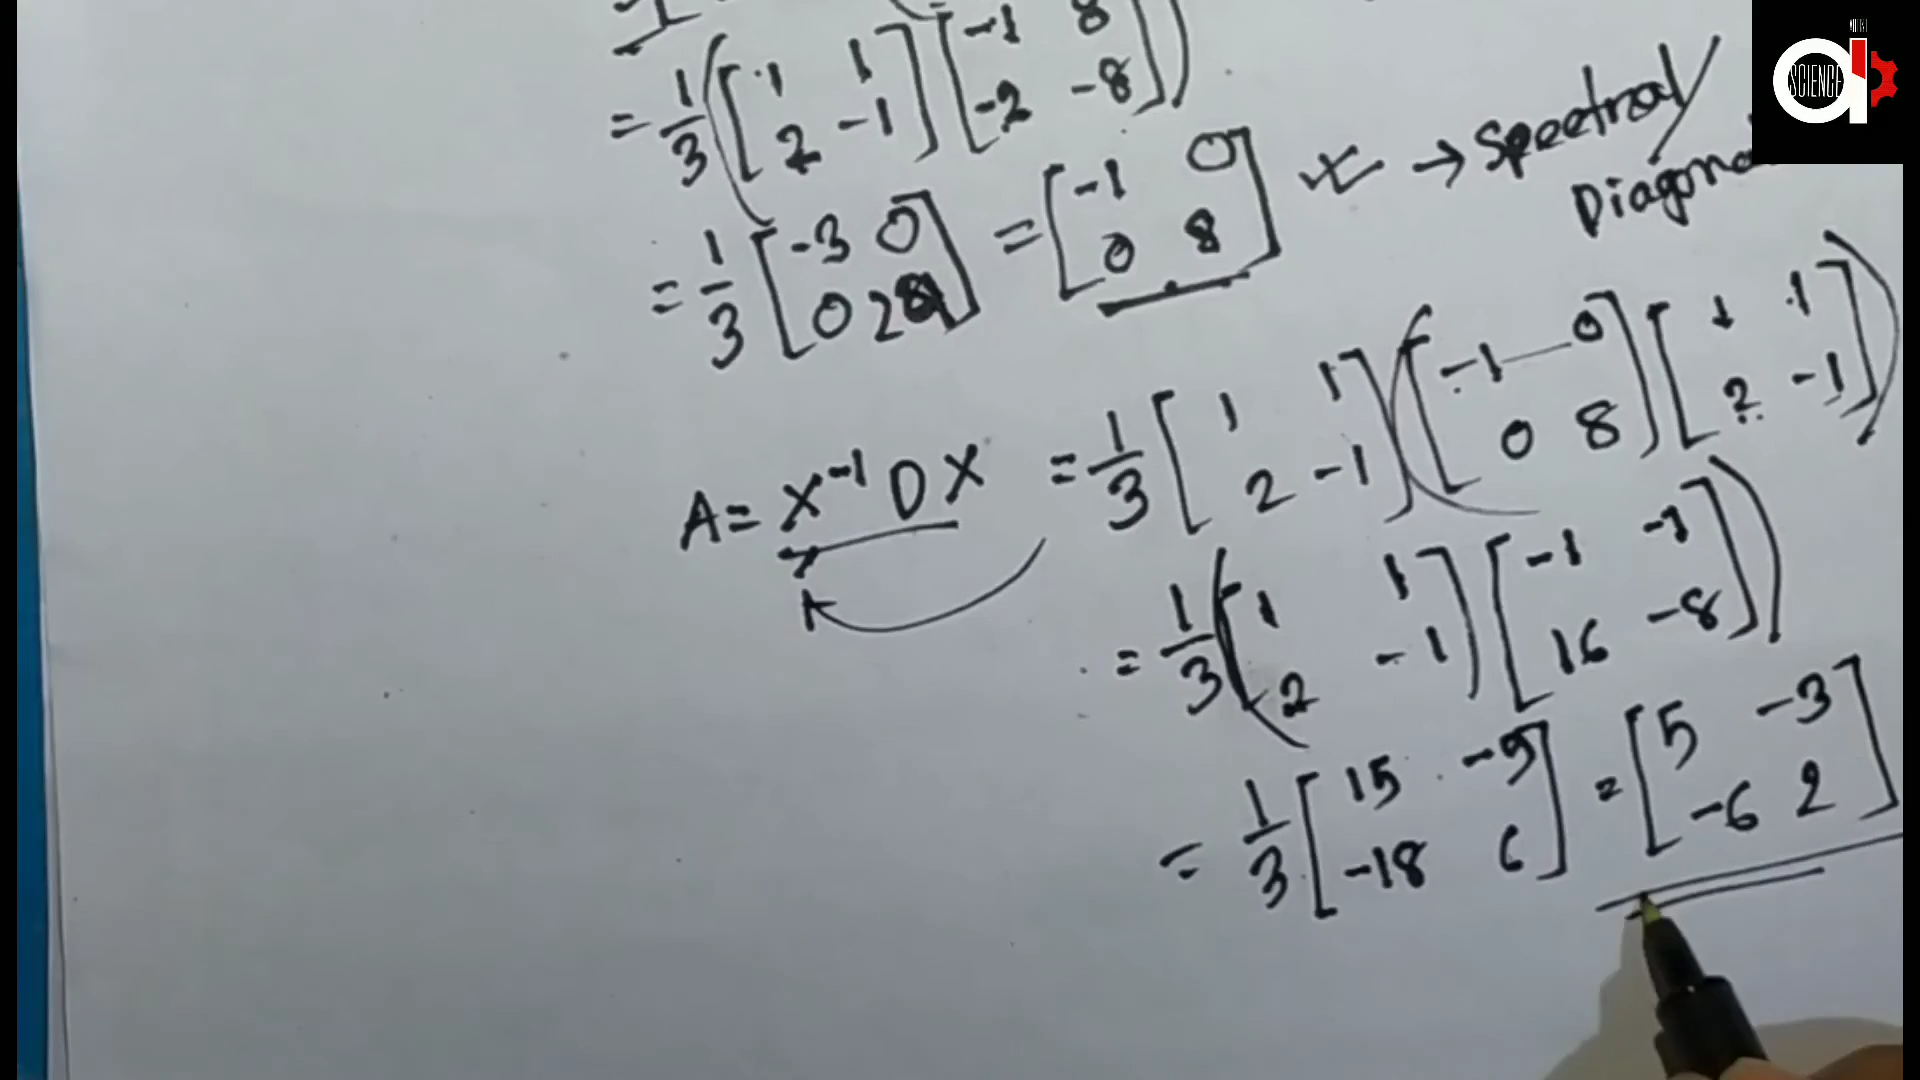 = 1/3 ([1 1 2 -1] [-1 8 -2 -8])
= 1/3 [-3 0 0 24] = [-1 0 0 8] → Spectral/
Diagonal
A = X⁻¹ D X = 1/3 [1 1 2 -1] ([-1 0 0 8] [1 1 2 -1])
= 1/3 ([1 1 2 -1] [-1 -1 16 -8])
= 1/3 [15 -9 -18 6] = [5 -3 -6 2]
SCIENCE